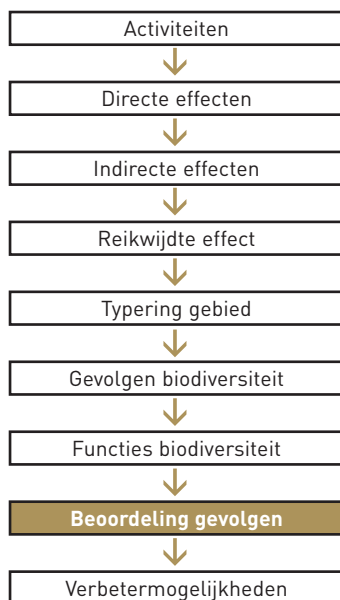 Activiteiten
Directe effecten
Indirecte effecten
Reikwijdte effect
Typering gebied
Gevolgen biodiversiteit
Functies biodiversiteit
Beoordeling gevolgen
Verbetermogelijkheden